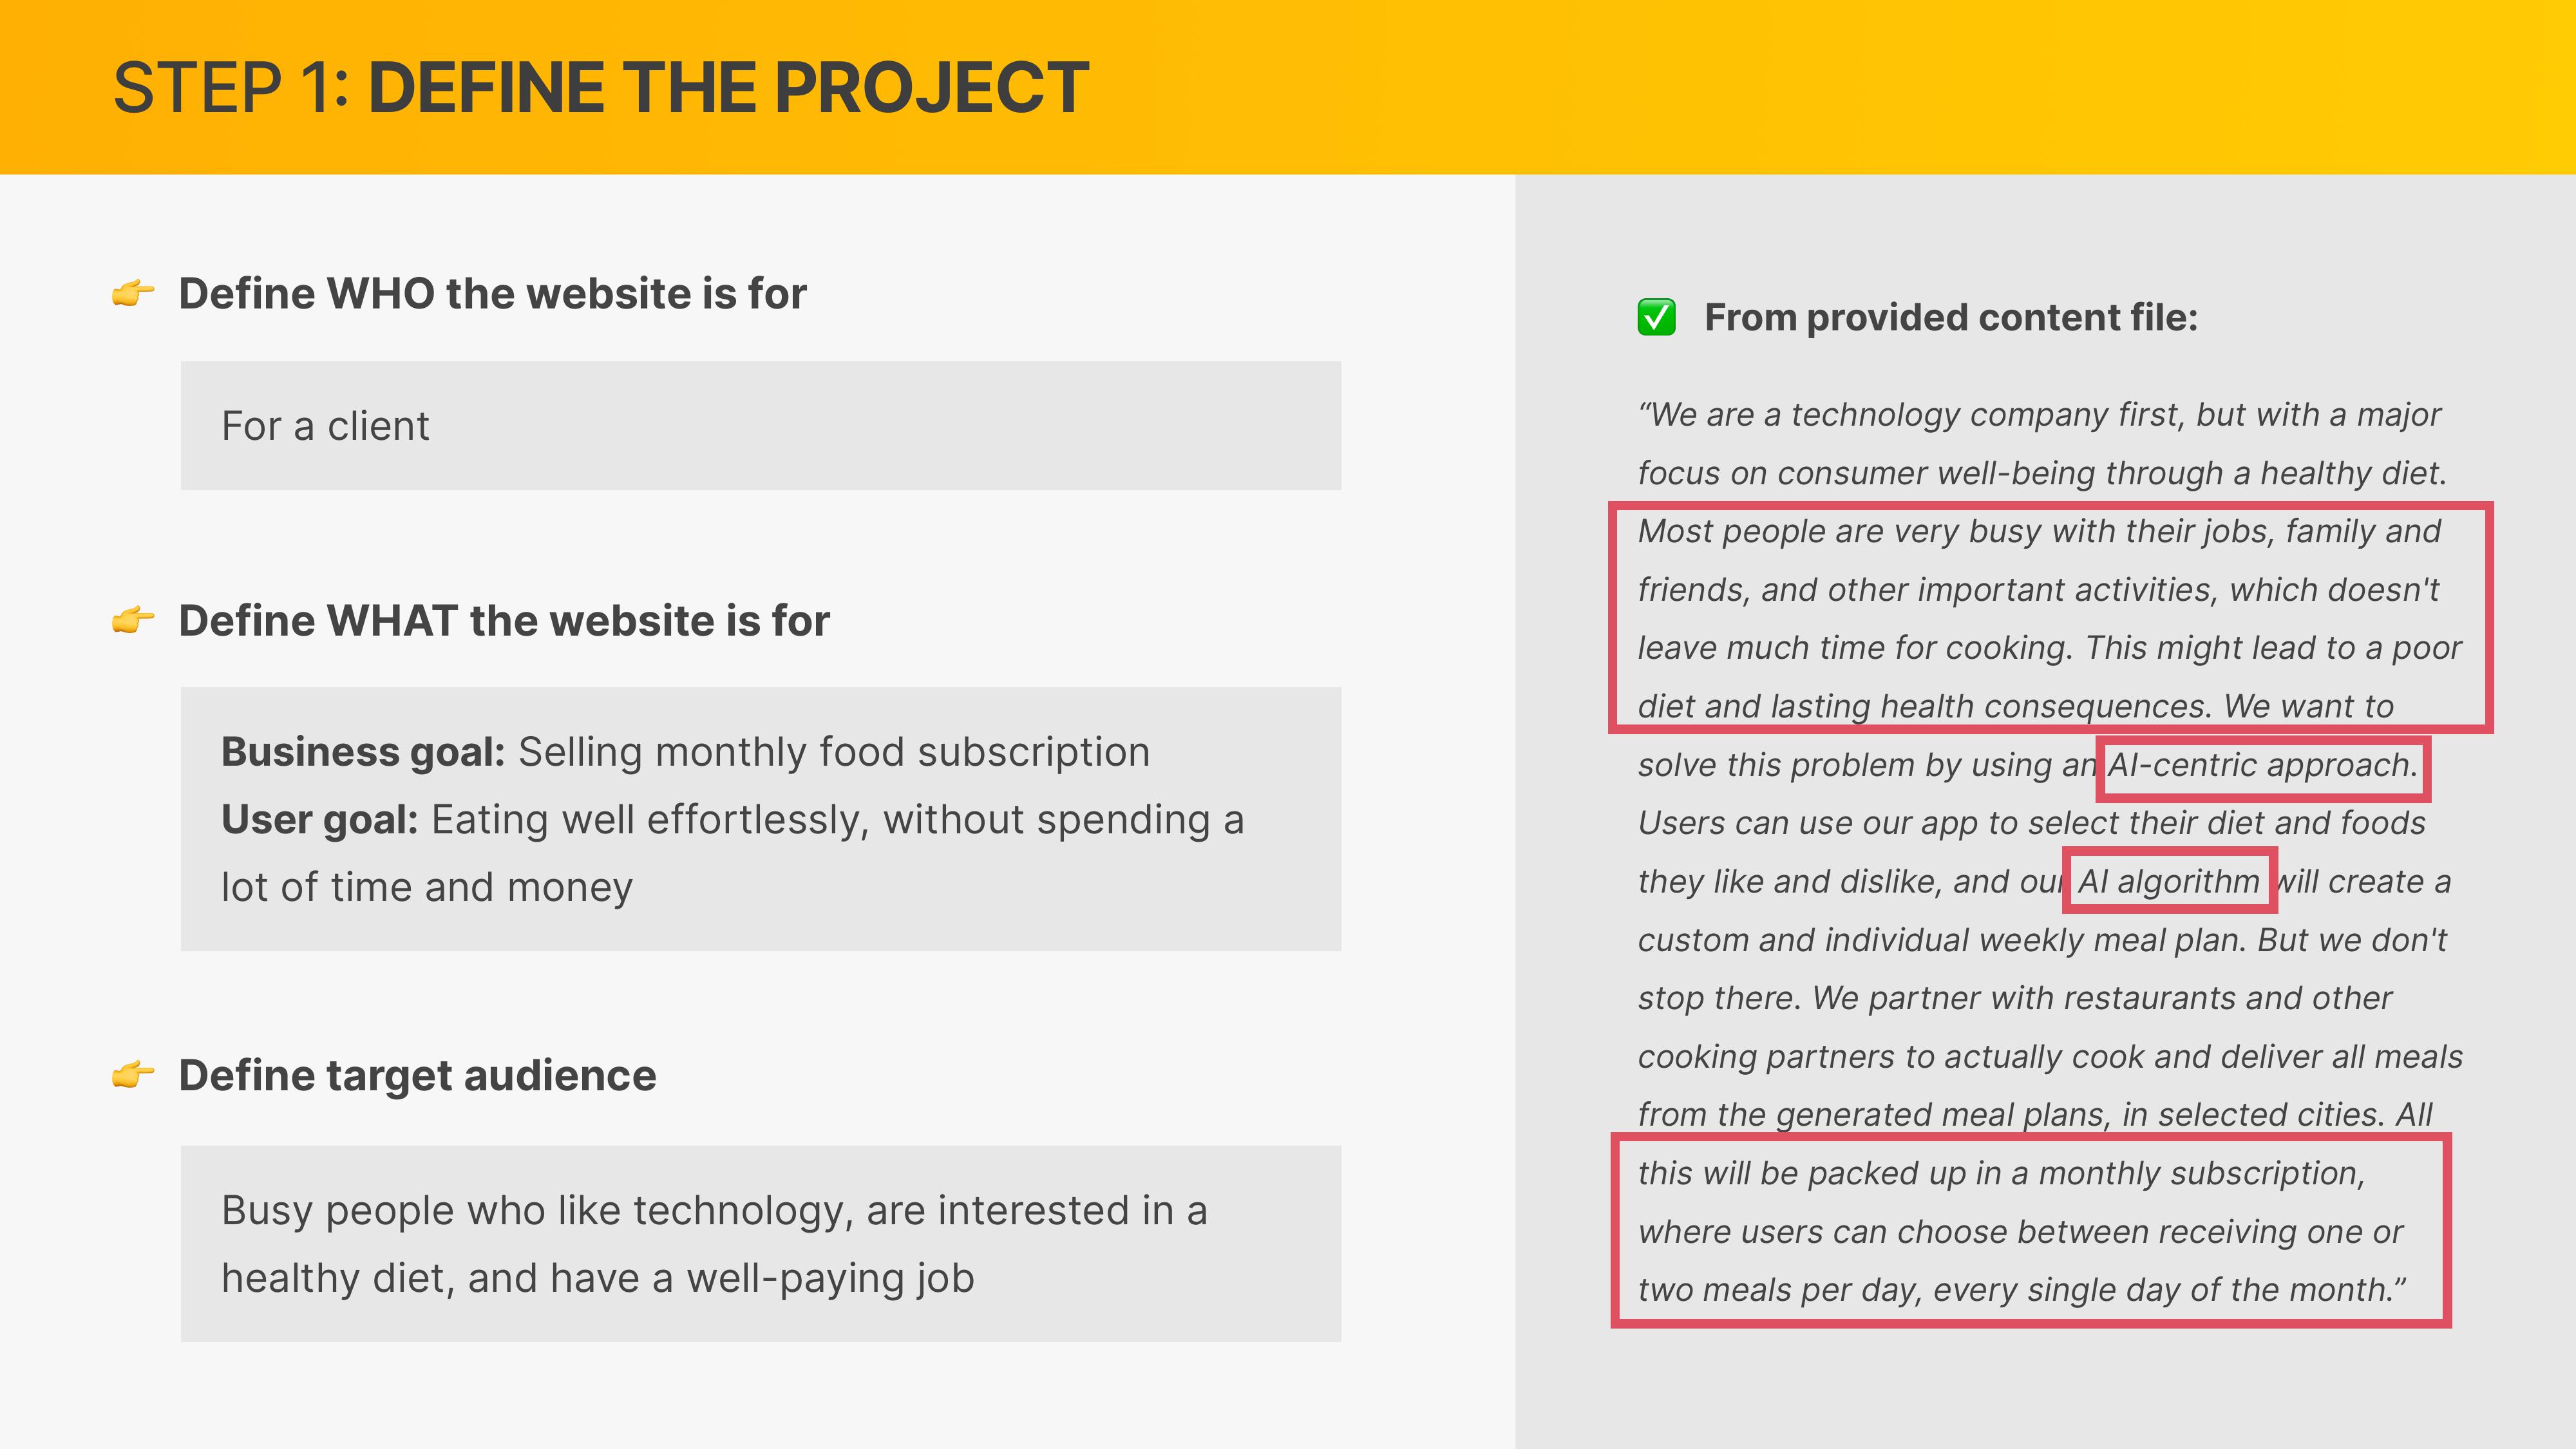 STEP 1: DEFINE THE PROJECT
👉 Define WHO the website is for
For a client
👉 Define WHAT the website is for
Business goal: Selling monthly food subscription
User goal: Eating well effortlessly, without spending a
lot of time and money
👉 Define target audience
Busy people who like technology, are interested in a
healthy diet, and have a well-paying job
✅ From provided content file:
“We are a technology company first, but with a major
focus on consumer well-being through a healthy diet.
Most people are very busy with their jobs, family and
friends, and other important activities, which doesn't
leave much time for cooking. This might lead to a poor
diet and lasting health consequences. We want to
solve this problem by using an AI-centric approach.
Users can use our app to select their diet and foods
they like and dislike, and our AI algorithm will create a
custom and individual weekly meal plan. But we don't
stop there. We partner with restaurants and other
cooking partners to actually cook and deliver all meals
from the generated meal plans, in selected cities. All
this will be packed up in a monthly subscription,
where users can choose between receiving one or
two meals per day, every single day of the month.”